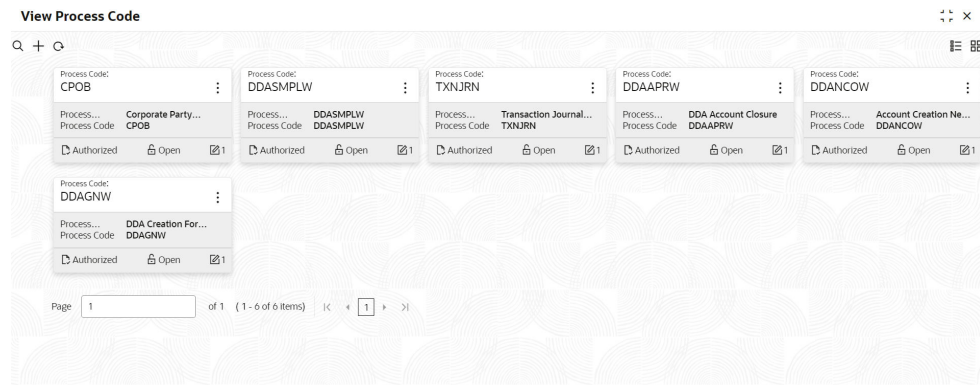 View Process Code
Process Code:
CPOB
Process... Corporate Party...
Process Code CPOB
Authorized Open 1
Process Code:
DDASMPLW
Process... DDASMPLW
Process Code DDASMPLW
Authorized Open 1
Process Code:
TXNJRN
Process... Transaction Journal...
Process Code TXNJRN
Authorized Open 1
Process Code:
DDAAPRW
Process... DDA Account Closure
Process Code DDAAPRW
Authorized Open 1
Process Code:
DDANCOW
Process... Account Creation Ne...
Process Code DDANCOW
Authorized Open 1
Process Code:
DDAGNW
Process... DDA Creation For...
Process Code DDAGNW
Authorized Open 1
Page 1 of 1 ( 1 - 6 of 6 items) 1